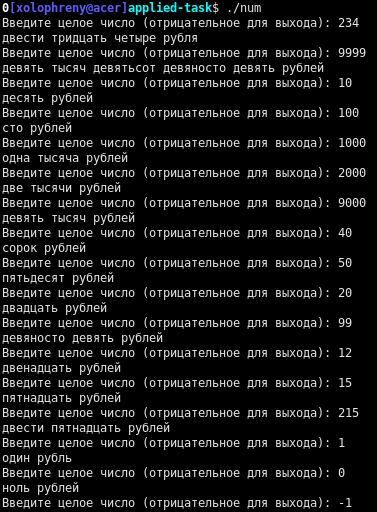 0[xolophreny@acer]applied-task$ ./num
Введите целое число (отрицательное для выхода): 234
двести тридцать четыре рубля
Введите целое число (отрицательное для выхода): 9999
девять тысяч девятьсот девяносто девять рублей
Введите целое число (отрицательное для выхода): 10
десять рублей
Введите целое число (отрицательное для выхода): 100
сто рублей
Введите целое число (отрицательное для выхода): 1000
одна тысяча рублей
Введите целое число (отрицательное для выхода): 2000
две тысячи рублей
Введите целое число (отрицательное для выхода): 9000
девять тысяч рублей
Введите целое число (отрицательное для выхода): 40
сорок рублей
Введите целое число (отрицательное для выхода): 50
пятьдесят рублей
Введите целое число (отрицательное для выхода): 20
двадцать рублей
Введите целое число (отрицательное для выхода): 99
девяносто девять рублей
Введите целое число (отрицательное для выхода): 12
двенадцать рублей
Введите целое число (отрицательное для выхода): 15
пятнадцать рублей
Введите целое число (отрицательное для выхода): 215
двести пятнадцать рублей
Введите целое число (отрицательное для выхода): 1
один рубль
Введите целое число (отрицательное для выхода): 0
ноль рублей
Введите целое число (отрицательное для выхода): -1